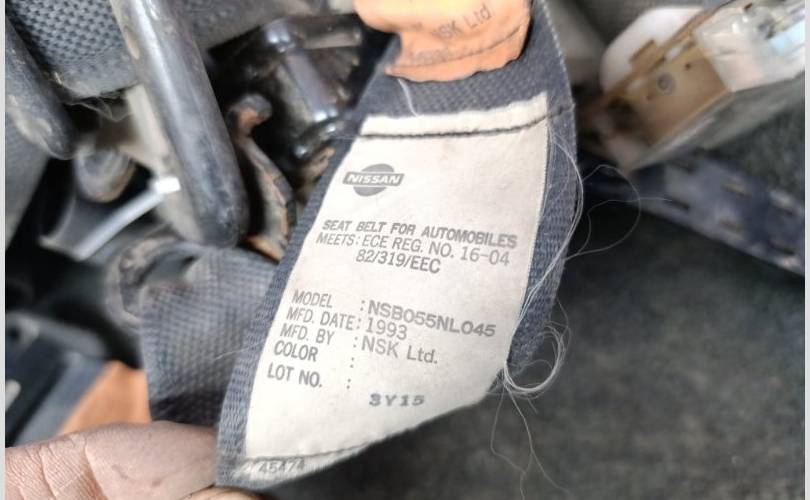 NSK Ltd
NISSAN
SEAT BELT FOR AUTOMOBILES
MEETS: ECE REG. NO. 16-04
82/319/EEC
MODEL : NSB055NL045
MFD. DATE: 1993
MFD. BY : NSK Ltd.
COLOR :
LOT NO. :
3Y15
45474